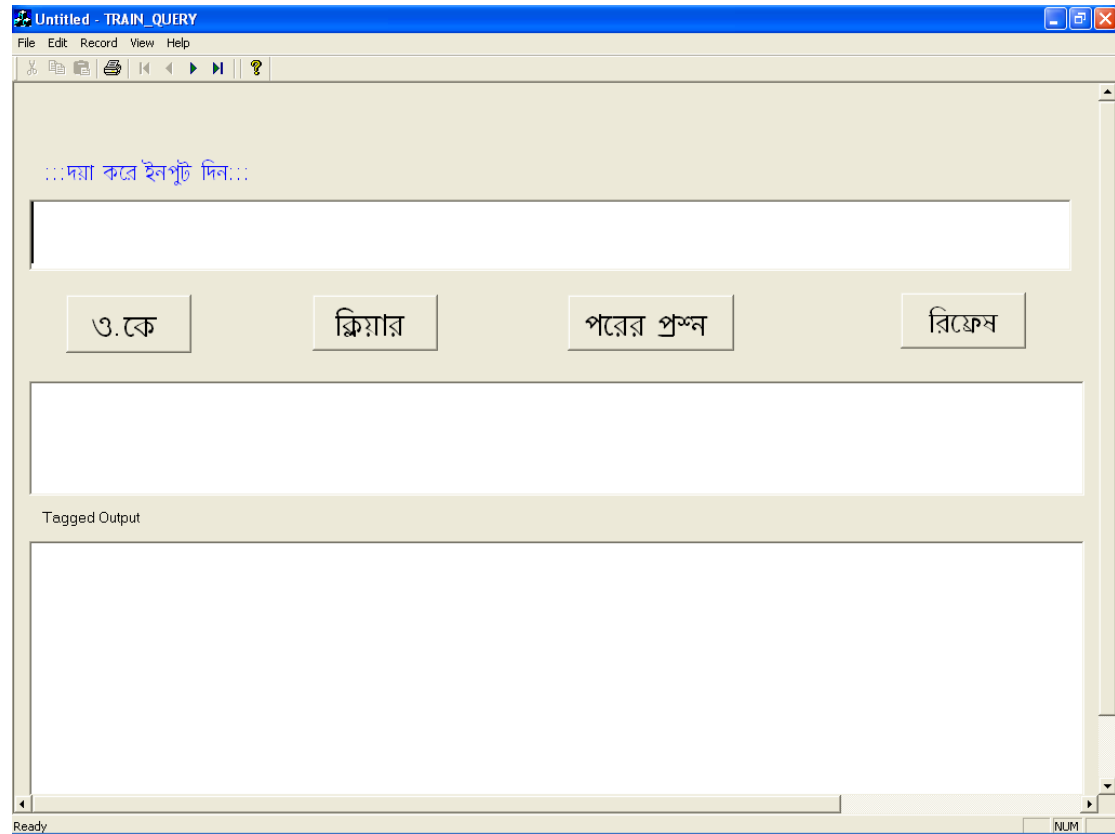 Untitled - TRAIN_QUERY
File Edit Record View Help
:::দয়া করে ইনপুট দিন:::
ও.কে ক্লিয়ার পরের প্রশ্ন রিফ্রেষ
Tagged Output
Ready NUM